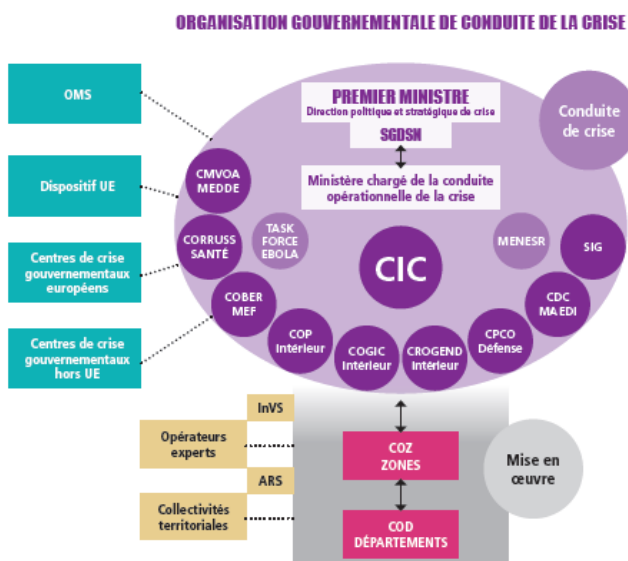 ORGANISATION GOUVERNEMENTALE DE CONDUITE DE LA CRISE
OMS
Dispositif UE
Centres de crise
gouvernementaux
européens
Centres de crise
gouvernementaux
hors UE
PREMIER MINISTRE
Direction politique et stratégique de crise
SGDSN
Ministère chargé de la conduite
opérationnelle de la crise
Conduite
de crise
CMVOA
MEDDE
CORRUSS
SANTÉ
TASK
FORCE
EBOLA
COBER
MEF
COP
Intérieur
COGIC
Intérieur
CROGEND
Intérieur
CPCO
Défense
CDC
MAEDI
SIG
MENESR
CIC
InVS
Opérateurs
experts
ARS
Collectivités
territoriales
COZ
ZONES
COD
DÉPARTEMENTS
Mise en
œuvre